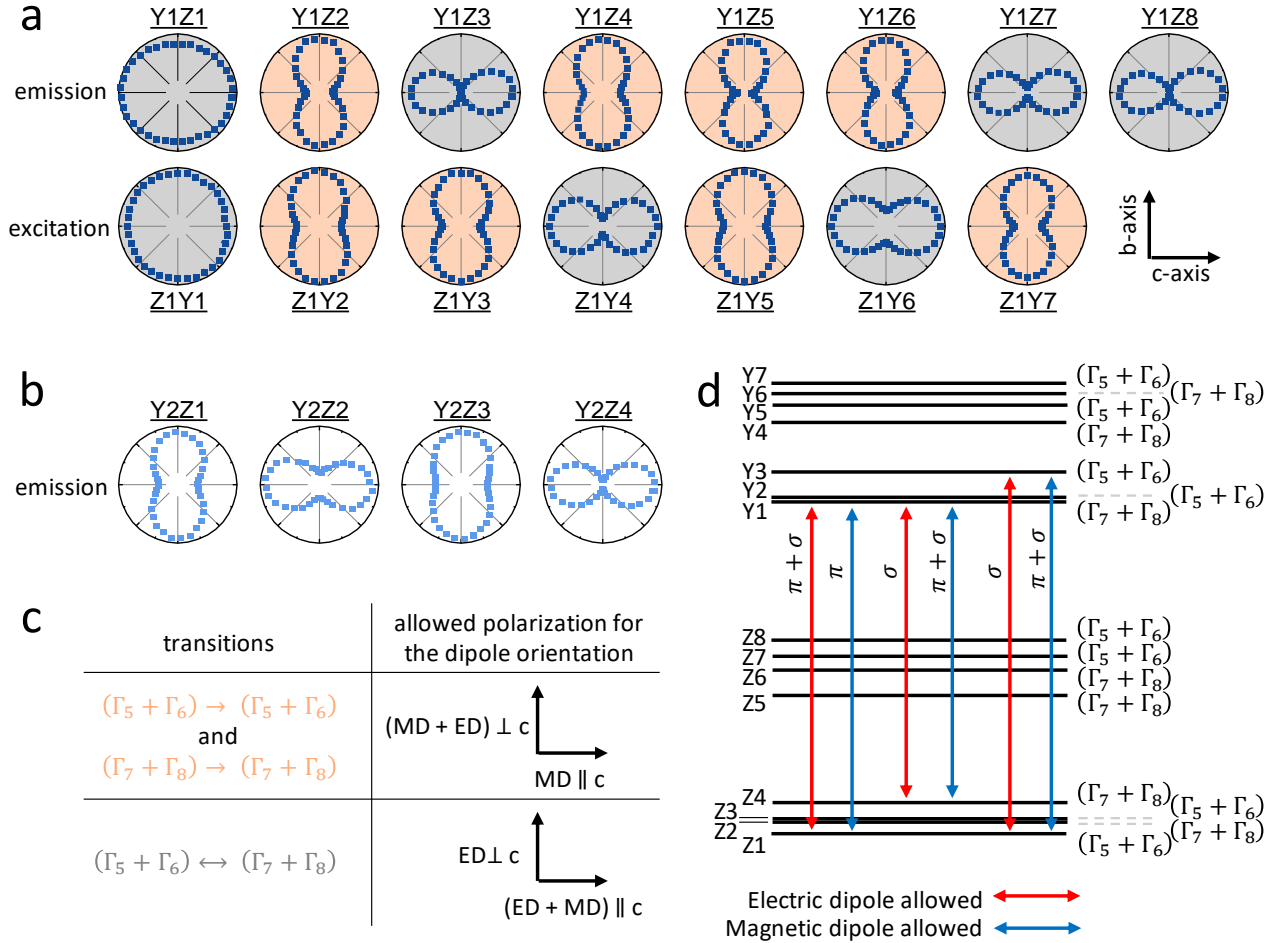 a
Y1Z1 Y1Z2 Y1Z3 Y1Z4 Y1Z5 Y1Z6 Y1Z7 Y1Z8
emission
excitation
Z1Y1 Z1Y2 Z1Y3 Z1Y4 Z1Y5 Z1Y6 Z1Y7
b-axis
c-axis
b
Y2Z1 Y2Z2 Y2Z3 Y2Z4
emission
c
transitions
allowed polarization for
the dipole orientation
(Γ₅ + Γ₆) → (Γ₅ + Γ₆)
and
(Γ₇ + Γ₈) → (Γ₇ + Γ₈)
(MD + ED) ⊥ c
MD ∥ c
(Γ₅ + Γ₆) ↔ (Γ₇ + Γ₈)
ED⊥ c
(ED + MD) ∥ c
d
Y7 (Γ₅ + Γ₆)
Y6 (Γ₇ + Γ₈)
Y5 (Γ₅ + Γ₆)
Y4 (Γ₇ + Γ₈)
Y3 (Γ₅ + Γ₆)
Y2 (Γ₅ + Γ₆)
Y1 (Γ₇ + Γ₈)
π + σ
π
σ
π + σ
σ
π + σ
Z8 (Γ₅ + Γ₆)
Z7 (Γ₅ + Γ₆)
Z6 (Γ₇ + Γ₈)
Z5 (Γ₇ + Γ₈)
Z4 (Γ₇ + Γ₈)
Z3 (Γ₅ + Γ₆)
Z2 (Γ₇ + Γ₈)
Z1 (Γ₅ + Γ₆)
Electric dipole allowed
Magnetic dipole allowed